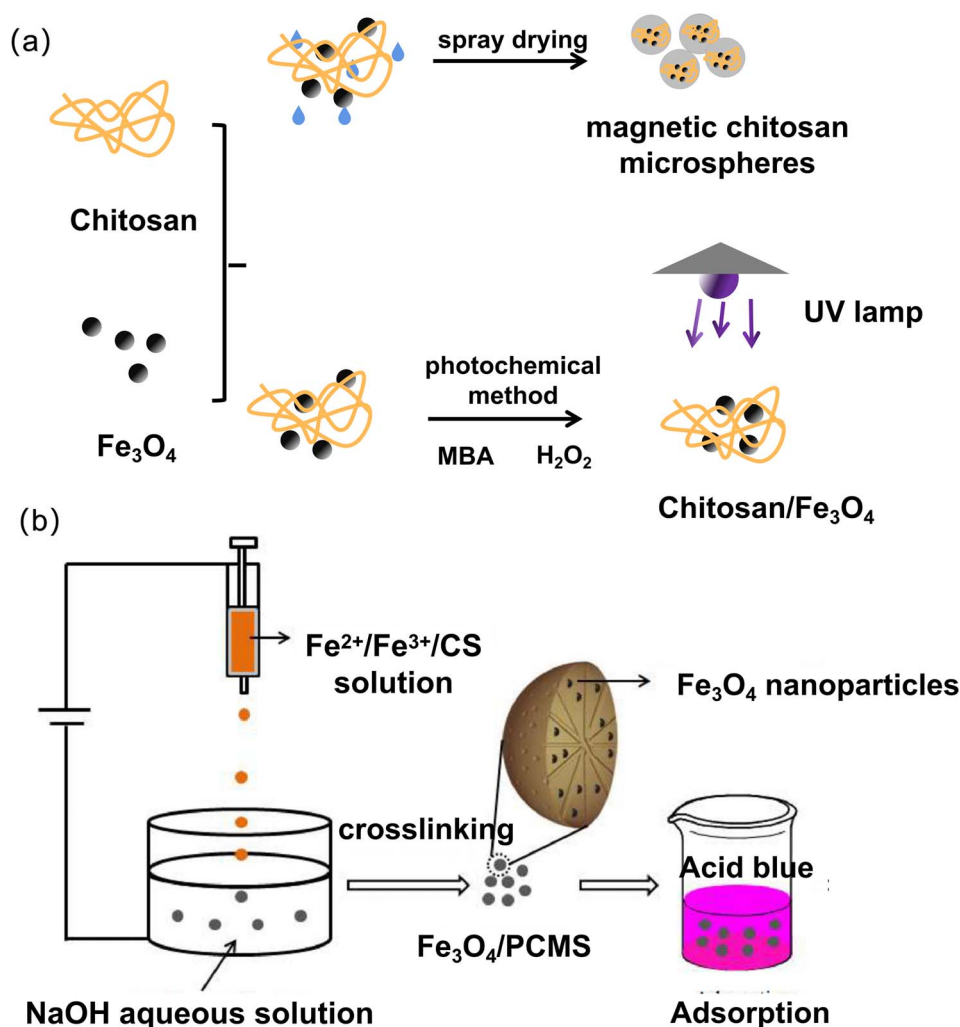 (a)
spray drying
magnetic chitosan
microspheres
Chitosan
UV lamp
photochemical
method
MBA H₂O₂
Fe₃O₄
Chitosan/Fe₃O₄
(b)
Fe²⁺/Fe³⁺/CS
solution
Fe₃O₄ nanoparticles
crosslinking
Acid blue
Fe₃O₄/PCMS
NaOH aqueous solution
Adsorption